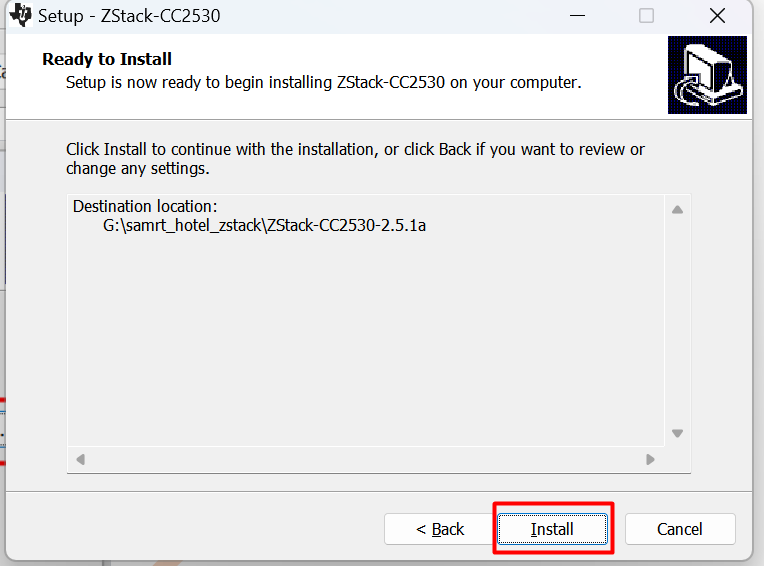 Setup - ZStack-CC2530
Ready to Install
Setup is now ready to begin installing ZStack-CC2530 on your computer.
Click Install to continue with the installation, or click Back if you want to review or
change any settings.
Destination location:
G:\samrt_hotel_zstack\ZStack-CC2530-2.5.1a
< Back
Install
Cancel